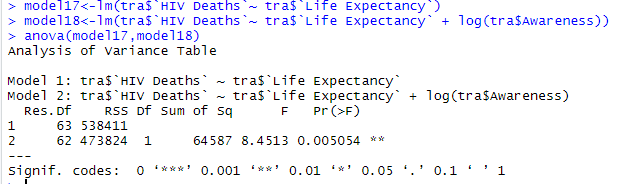 > model17<-lm(tra$`HIV Deaths`~ tra$`Life Expectancy`)
> model18<-lm(tra$`HIV Deaths`~ tra$`Life Expectancy` + log(tra$Awareness))
> anova(model17,model18)
Analysis of Variance Table

Model 1: tra$`HIV Deaths` ~ tra$`Life Expectancy`
Model 2: tra$`HIV Deaths` ~ tra$`Life Expectancy` + log(tra$Awareness)
  Res.Df    RSS Df Sum of Sq      F   Pr(>F)
1     63 538411
2     62 473824  1     64587 8.4513 0.005054 **
---
Signif. codes:  0 ‘***’ 0.001 ‘**’ 0.01 ‘*’ 0.05 ‘.’ 0.1 ‘ ’ 1